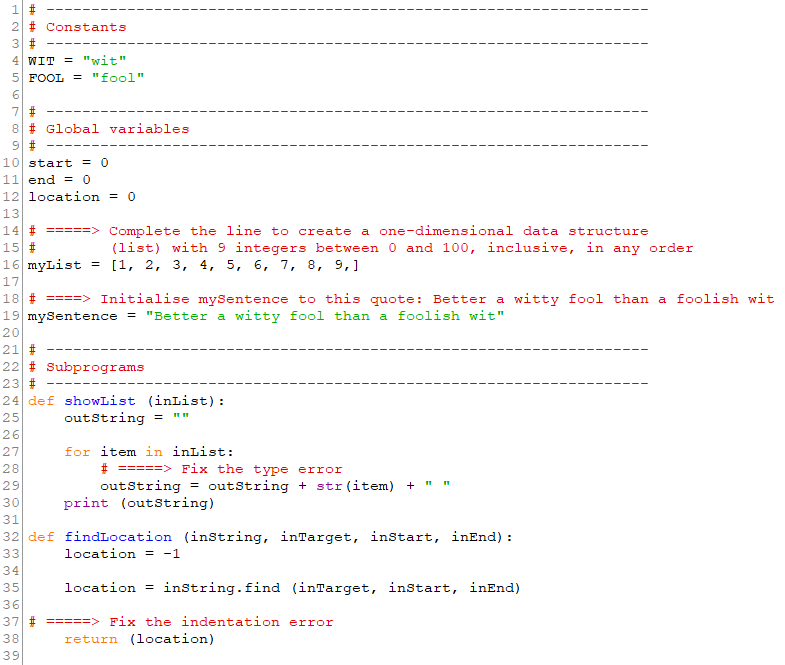 1 # -------------------------------------------------------------------
2 # Constants
3 # -------------------------------------------------------------------
4 WIT = "wit"
5 FOOL = "fool"
6
7 # -------------------------------------------------------------------
8 # Global variables
9 # -------------------------------------------------------------------
10 start = 0
11 end = 0
12 location = 0
13
14 # =====> Complete the line to create a one-dimensional data structure
15 #        (list) with 9 integers between 0 and 100, inclusive, in any order
16 myList = [1, 2, 3, 4, 5, 6, 7, 8, 9,]
17
18 # ====> Initialise mySentence to this quote: Better a witty fool than a foolish wit
19 mySentence = "Better a witty fool than a foolish wit"
20
21 # -------------------------------------------------------------------
22 # Subprograms
23 # -------------------------------------------------------------------
24 def showList (inList):
25     outString = ""
26
27     for item in inList:
28         # =====> Fix the type error
29         outString = outString + str(item) + " "
30     print (outString)
31
32 def findLocation (inString, inTarget, inStart, inEnd):
33     location = -1
34
35     location = inString.find (inTarget, inStart, inEnd)
36
37 # =====> Fix the indentation error
38     return (location)
39